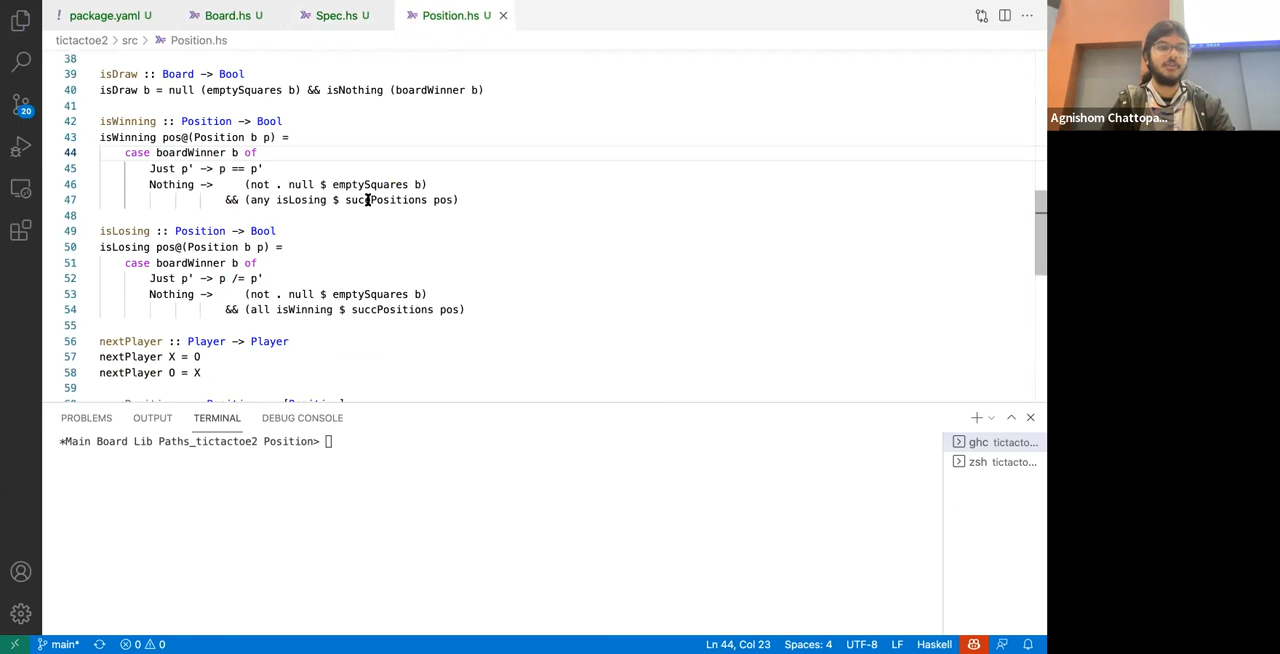 package.yaml U
Board.hs U
Spec.hs U
Position.hs U
tictactoe2 > src > Position.hs
38
39 isDraw :: Board -> Bool
40 isDraw b = null (emptySquares b) && isNothing (boardWinner b)
41
42 isWinning :: Position -> Bool
43 isWinning pos@(Position b p) =
44 case boardWinner b of
45 Just p' -> p == p'
46 Nothing -> (not . null $ emptySquares b)
47 && (any isLosing $ succPositions pos)
48
49 isLosing :: Position -> Bool
50 isLosing pos@(Position b p) =
51 case boardWinner b of
52 Just p' -> p /= p'
53 Nothing -> (not . null $ emptySquares b)
54 && (all isWinning $ succPositions pos)
55
56 nextPlayer :: Player -> Player
57 nextPlayer X = O
58 nextPlayer O = X
59
20
PROBLEMS OUTPUT TERMINAL DEBUG CONSOLE
*Main Board Lib Paths_tictactoe2 Position>
ghc tictacto...
zsh tictacto...
main*
0 0
Ln 44, Col 23
Spaces: 4
UTF-8
LF
Haskell
Agnishom Chattopa...